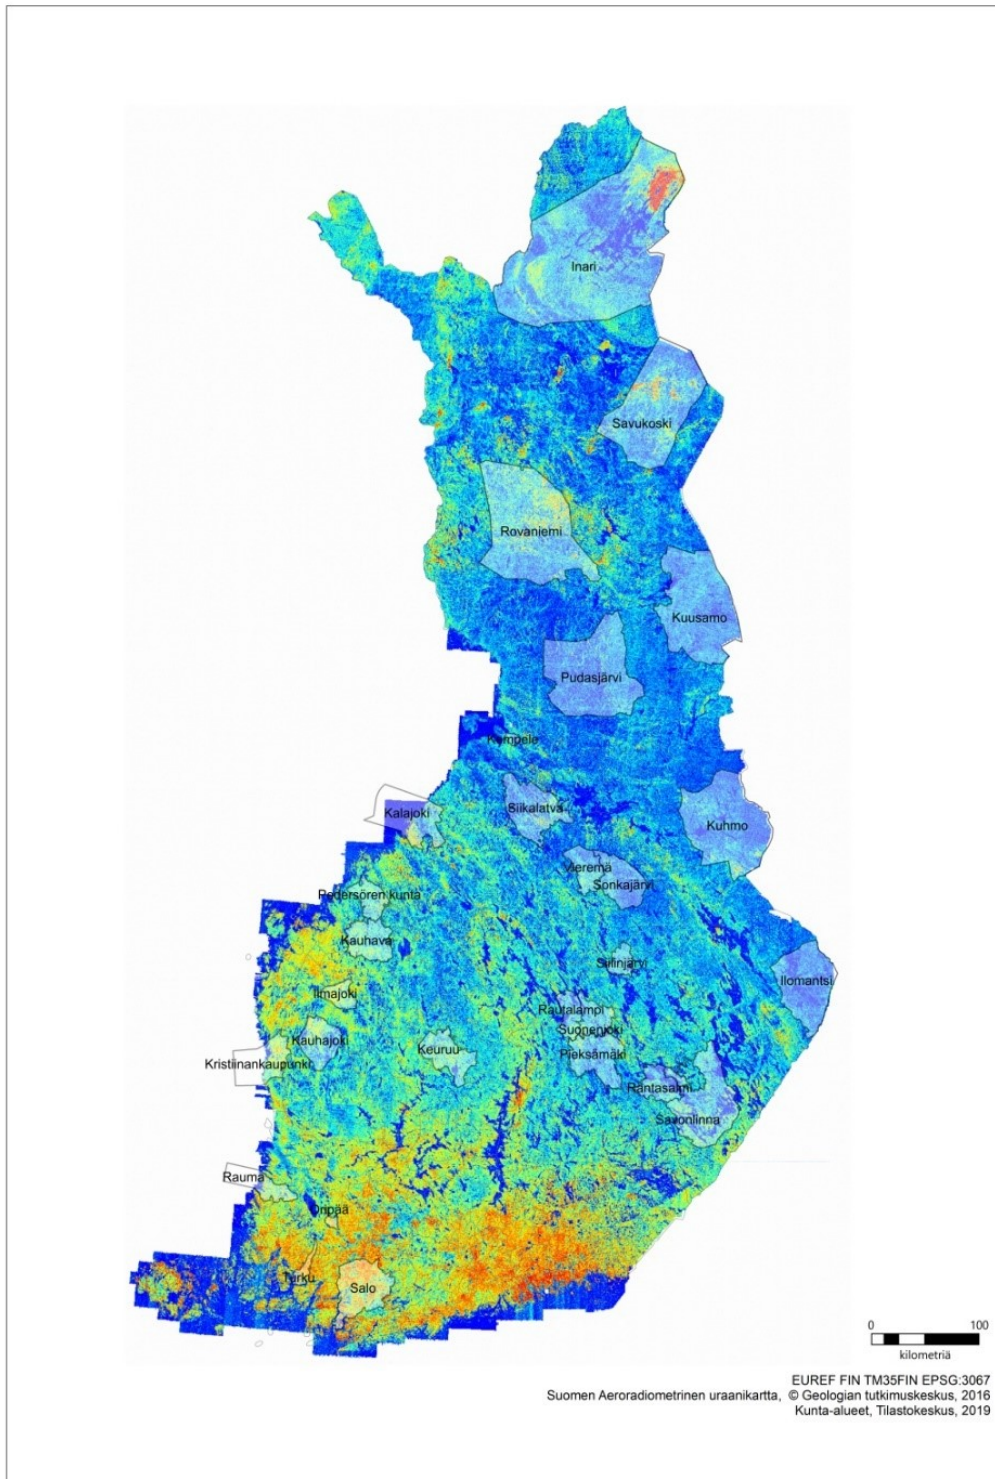 Inari
Savukoski
Rovaniemi
Kuusamo
Pudasjärvi
Kempele
Siikalatva
Kalajoki
Kuhmo
Vieremä
Sonkajärvi
Pedersören kunta
Kauhava
Siilinjärvi
Ilomantsi
Ilmajoki
Rautalampi
Suonenjoki
Kauhajoki
Keuruu
Pieksämäki
Kristiinankaupunki
Rantasalmi
Savonlinna
Rauma
Oripää
Turku
Salo
0 100
kilometriä
EUREF FIN TM35FIN EPSG:3067
Suomen Aeroradiometrinen uraanikartta, © Geologian tutkimuskeskus, 2016
Kunta-alueet, Tilastokeskus, 2019